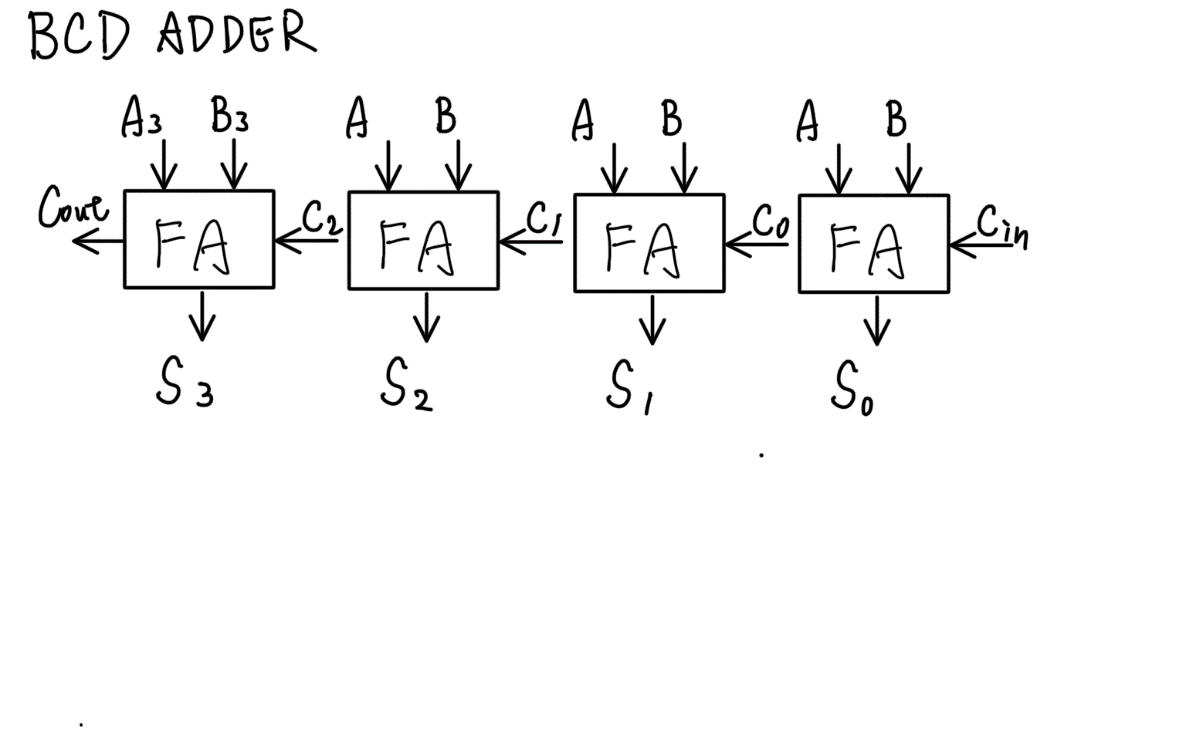 BCD ADDER
A3 B3 A B A B A B
Cout FA C2 FA C1 FA C0 FA Cin
S3 S2 S1 S0